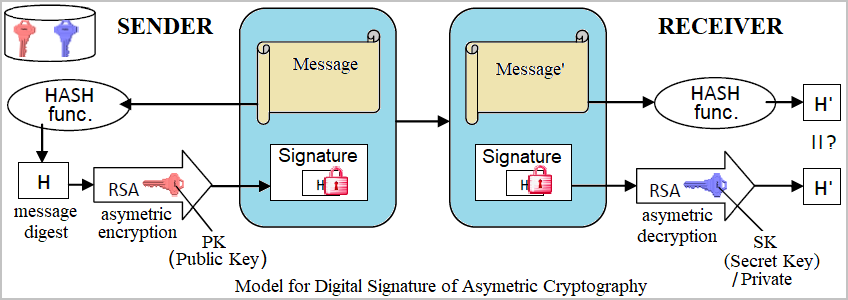 SENDER
RECEIVER
Message
Message'
HASH
func.
HASH
func.
H'
=?
Signature
H
Signature
H
H
message
digest
RSA
asymetric
encryption
PK
(Public Key)
RSA
asymetric
decryption
SK
(Secret Key)
/Private
H'
Model for Digital Signature of Asymetric Cryptography